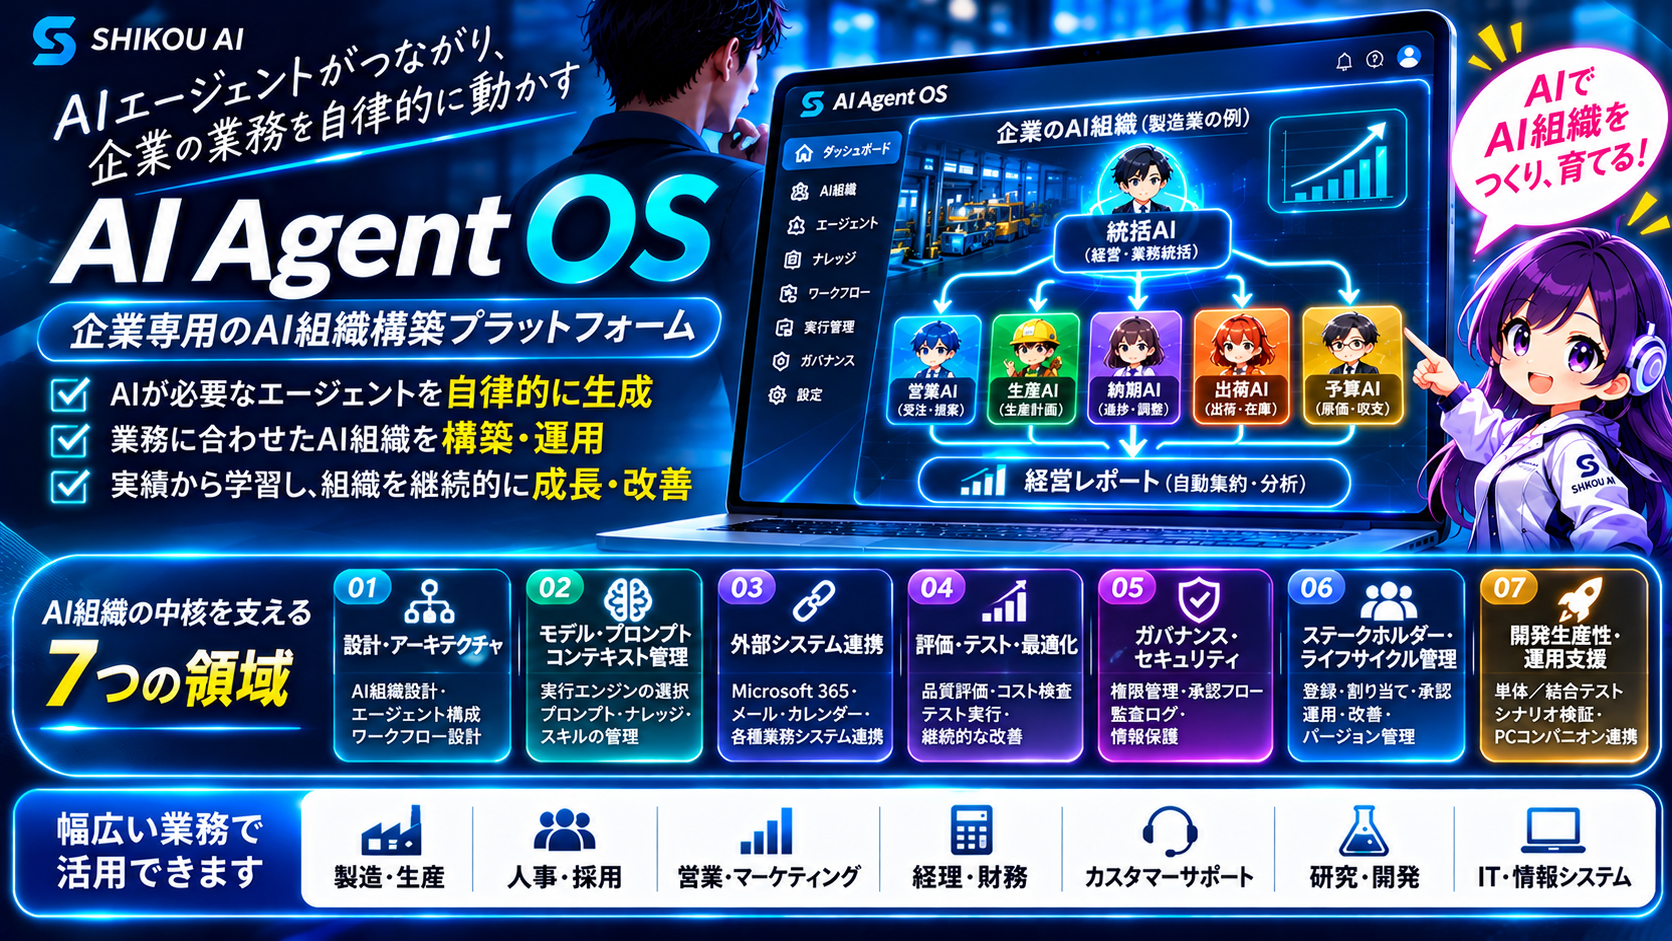 SHIKOU AI
AIエージェントがつながり、
企業の業務を自律的に動かす
AI Agent OS
企業専用のAI組織構築プラットフォーム
AIが必要なエージェントを自律的に生成
業務に合わせたAI組織を構築・運用
実績から学習し、組織を継続的に成長・改善
AI Agent OS
ダッシュボード
AI組織
エージェント
ナレッジ
ワークフロー
実行管理
ガバナンス
設定
企業のAI組織(製造業の例)
統括AI
(経営・業務統括)
営業AI
(受注・提案)
生産AI
(生産計画)
納期AI
(進捗・調整)
出荷AI
(出荷・在庫)
予算AI
(原価・収支)
経営レポート(自動集約・分析)
AIで
AI組織を
つくり、育てる!
SHIKOU AI
AI組織の中核を支える
7つの領域
01
設計・アーキテクチャ
AI組織設計・
エージェント構成
ワークフロー設計
02
モデル・プロンプト
コンテキスト管理
実行エンジンの選択
プロンプト・ナレッジ・
スキルの管理
03
外部システム連携
Microsoft 365・
メール・カレンダー・
各種業務システム連携
04
評価・テスト・最適化
品質評価・コスト検査
テスト実行・
継続的な改善
05
ガバナンス・
セキュリティ
権限管理・承認フロー
監査ログ・
情報保護
06
ステークホルダー・
ライフサイクル管理
登録・割り当て・承認
運用・改善・
バージョン管理
07
開発生産性・
運用支援
単体／結合テスト
シナリオ検証・
PCコンパニオン連携
幅広い業務で
活用できます
製造・生産
人事・採用
営業・マーケティング
経理・財務
カスタマーサポート
研究・開発
IT・情報システム